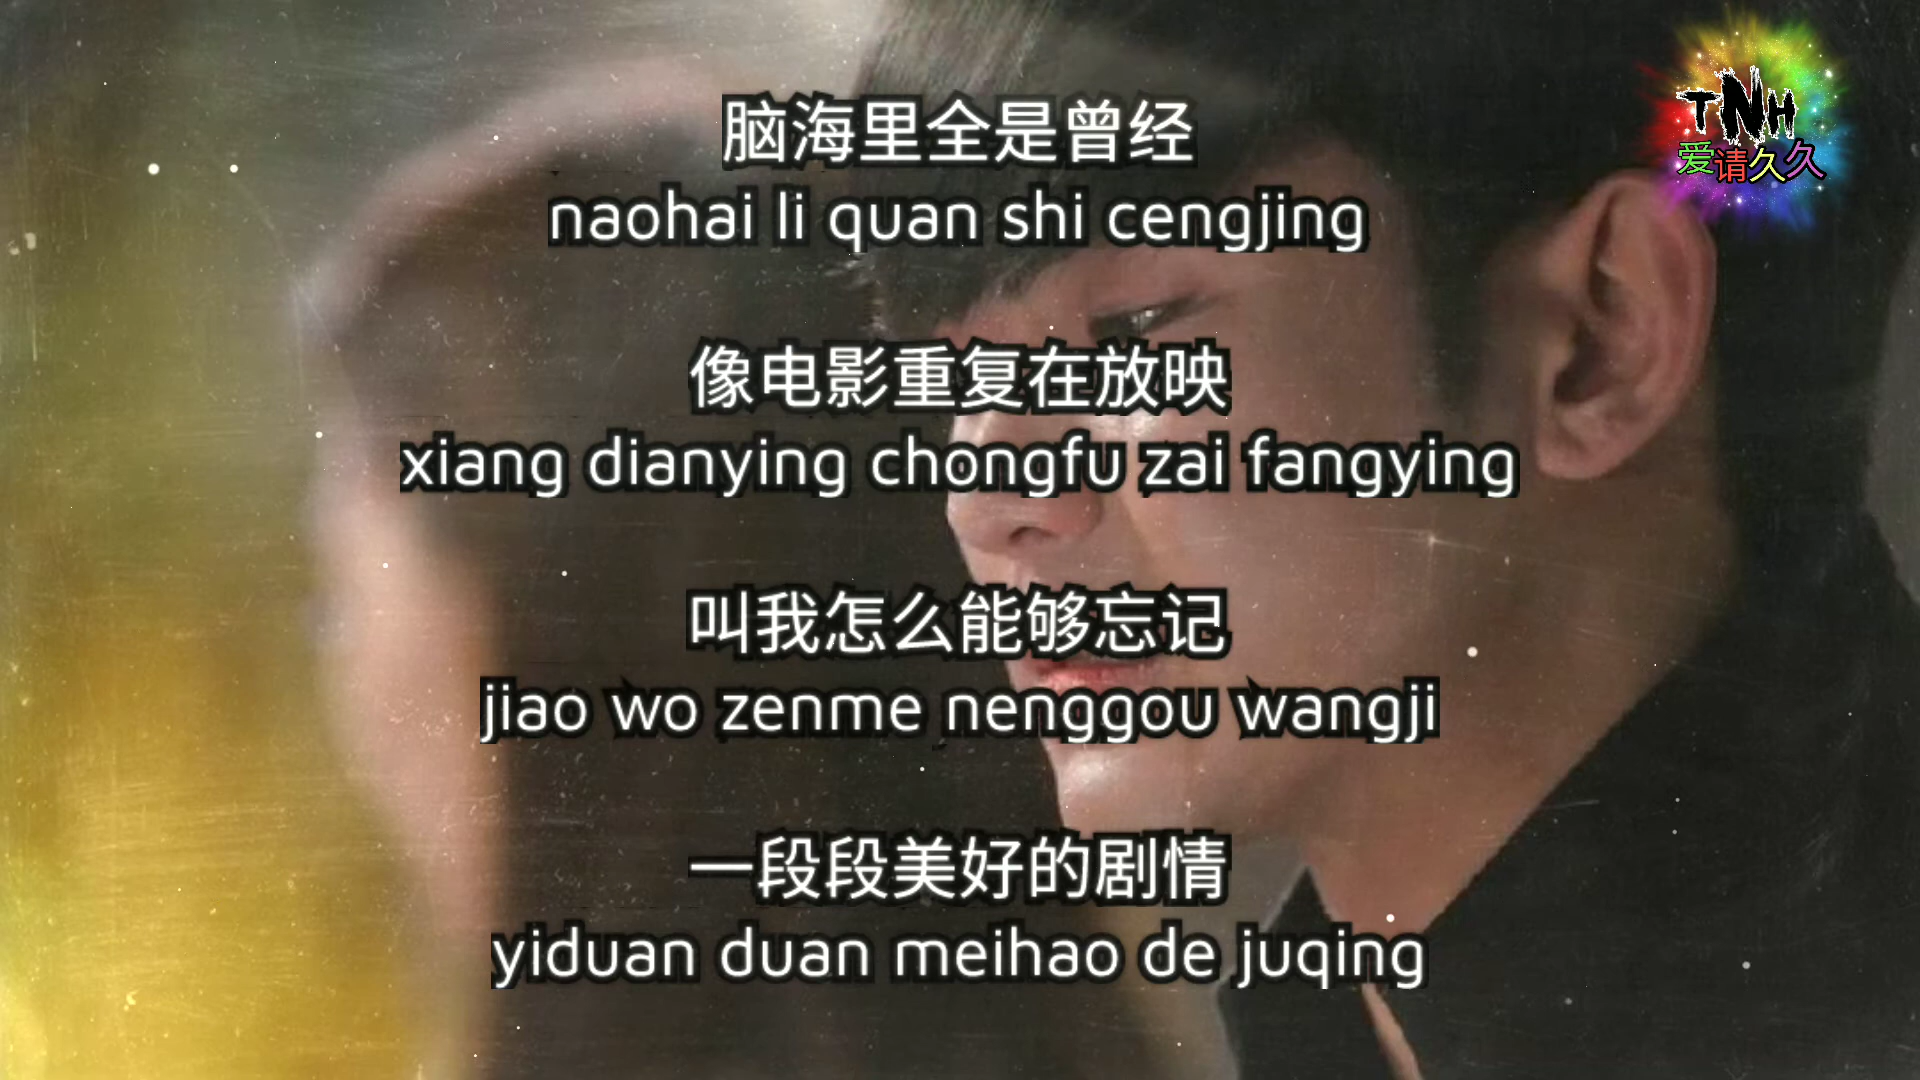 脑海里全是曾经
naohai li quan shi cengjing
像电影重复在放映
xiang dianying chongfu zai fangying
叫我怎么能够忘记
jiao wo zenme nenggou wangji
一段段美好的剧情
yiduan duan meihao de juqing
TNH
爱请久久